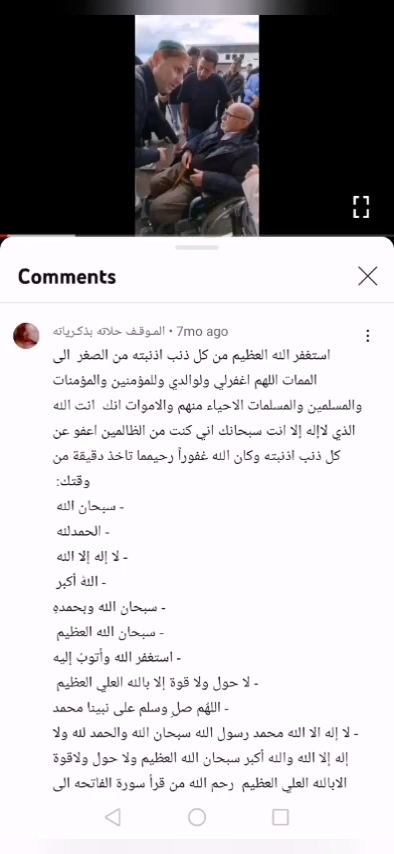 Comments
الموقف حلاته بذكرياته • 7mo ago
استغفر الله العظيم من كل ذنب اذنبته من الصغر الى
الممات اللهم اغفرلي ولوالدي وللمؤمنين والمؤمنات
والمسلمين والمسلمات الاحياء منهم والاموات انك انت الله
الذي لاإله إلا انت سبحانك اني كنت من الظالمين اعفو عن
كل ذنب اذنبته وكان الله غفوراً رحيمما تاخذ دقيقة من
وقتك:
- سبحان الله
- الحمدلله
- لا إله إلا الله
- اللهُ أكبر
- سبحان الله وبحمدهِ
- سبحان الله العظيم
- استغفر الله وأتوبُ إليه
- لا حول ولا قوة إلا بالله العلي العظيم
- اللهُم صلِ وسلم على نبينا محمد
- لا إله الا الله محمد رسول الله سبحان الله والحمد لله ولا
إله إلا الله والله أكبر سبحان الله العظيم ولا حول ولاقوة
الابالله العلي العظيم رحم الله من قرأ سورة الفاتحه الى